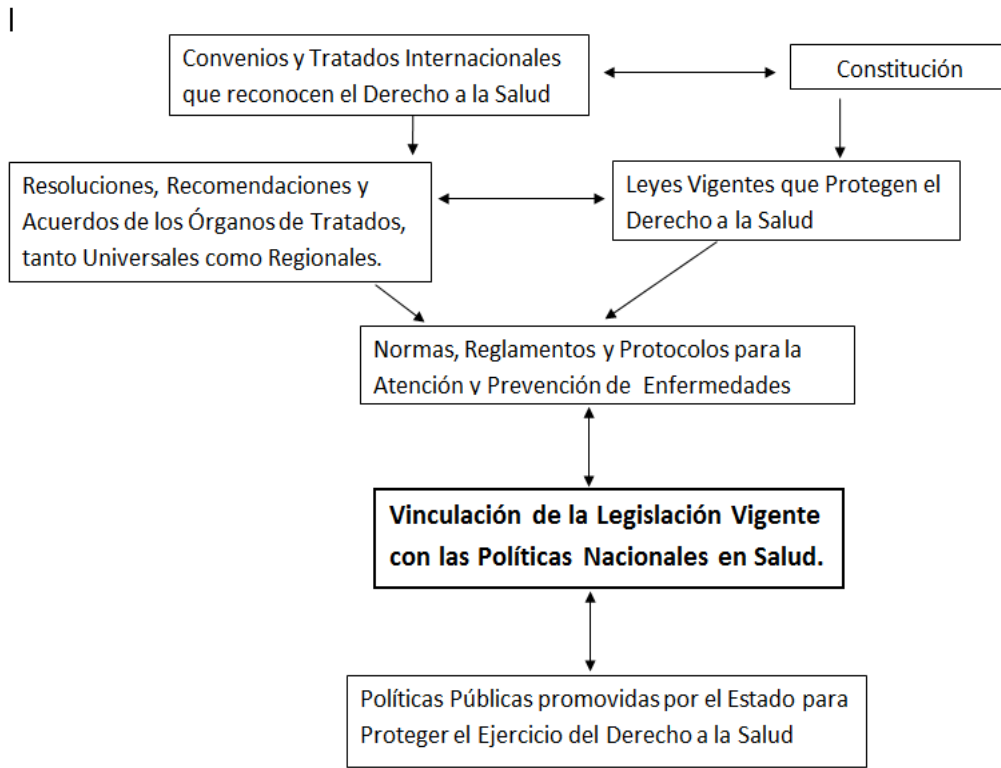 Convenios y Tratados Internacionales
que reconocen el Derecho a la Salud
Constitución
Resoluciones, Recomendaciones y
Acuerdos de los Órganos de Tratados,
tanto Universales como Regionales.
Leyes Vigentes que Protegen el
Derecho a la Salud
Normas, Reglamentos y Protocolos para la
Atención y Prevención de Enfermedades
Vinculación de la Legislación Vigente
con las Políticas Nacionales en Salud.
Políticas Públicas promovidas por el Estado para
Proteger el Ejercicio del Derecho a la Salud